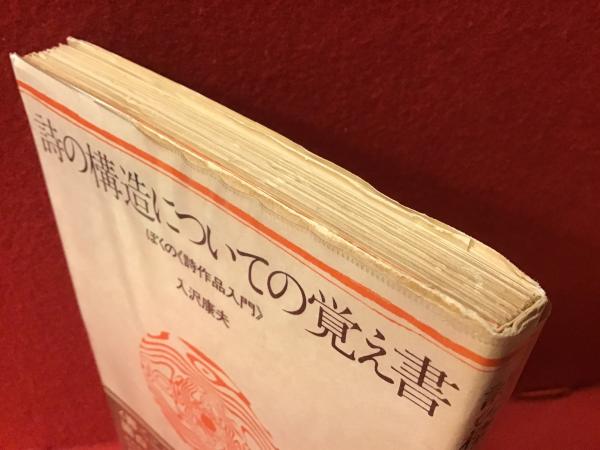 詩の構造についての覚え書
ぼくの《詩作品入門》
入沢康夫